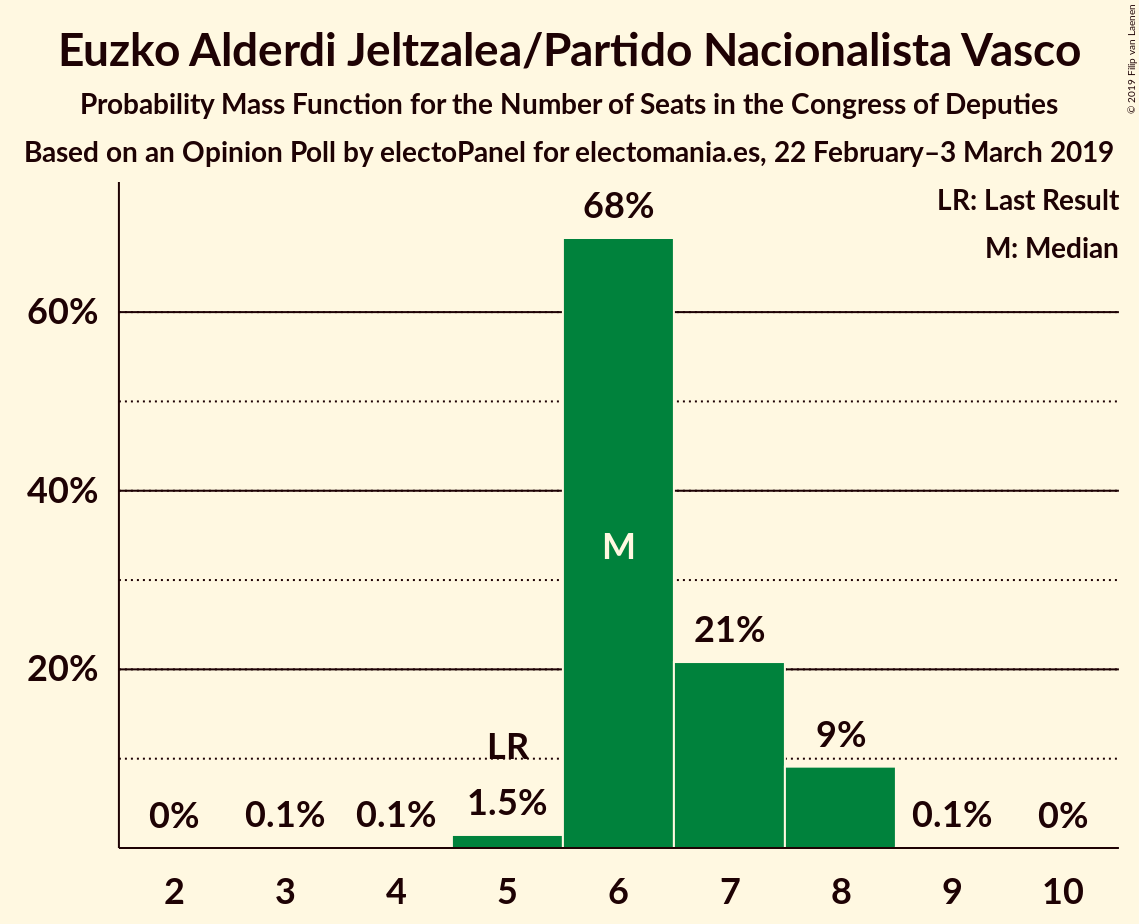 Euzko Alderdi Jeltzalea/Partido Nacionalista Vasco
Probability Mass Function for the Number of Seats in the Congress of Deputies
Based on an Opinion Poll by electoPanel for electomania.es, 22 February–3 March 2019
© 2019 Filip van Laenen
LR: Last Result
M: Median
68%
60%
40%
M
21%
20%
LR
9%
0%
0.1%
0.1%
1.5%
0.1%
0%
2 3 4 5 6 7 8 9 10